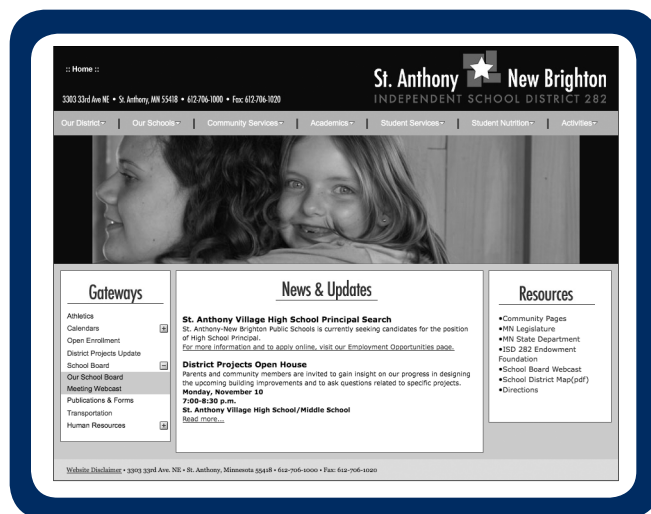 :: Home ::
St. Anthony New Brighton
INDEPENDENT SCHOOL DISTRICT 282
3303 33rd Ave NE • St. Anthony, MN 55418 • 612-706-1000 • Fax: 612-706-1020
Our District | Our Schools | Community Services | Academics | Student Services | Student Nutrition | Activities
Gateways
Athletics
Calendars
Open Enrollment
District Projects Update
School Board
Our School Board
Meeting Webcast
Publications & Forms
Transportation
Human Resources
News & Updates
St. Anthony Village High School Principal Search
St. Anthony-New Brighton Public Schools is currently seeking candidates for the position
of High School Principal.
For more information and to apply online, visit our Employment Opportunities page.
District Projects Open House
Parents and community members are invited to gain insight on our progress in designing
the upcoming building improvements and to ask questions related to specific projects.
Monday, November 10
7:00-8:30 p.m.
St. Anthony Village High School/Middle School
Read more...
Resources
•Community Pages
•MN Legislature
•MN State Department
•ISD 282 Endowment
Foundation
•School Board Webcast
•School District Map(pdf)
•Directions
Website Disclaimer • 3303 33rd Ave. NE • St. Anthony, Minnesota 55418 • 612-706-1000 • Fax: 612-706-1020